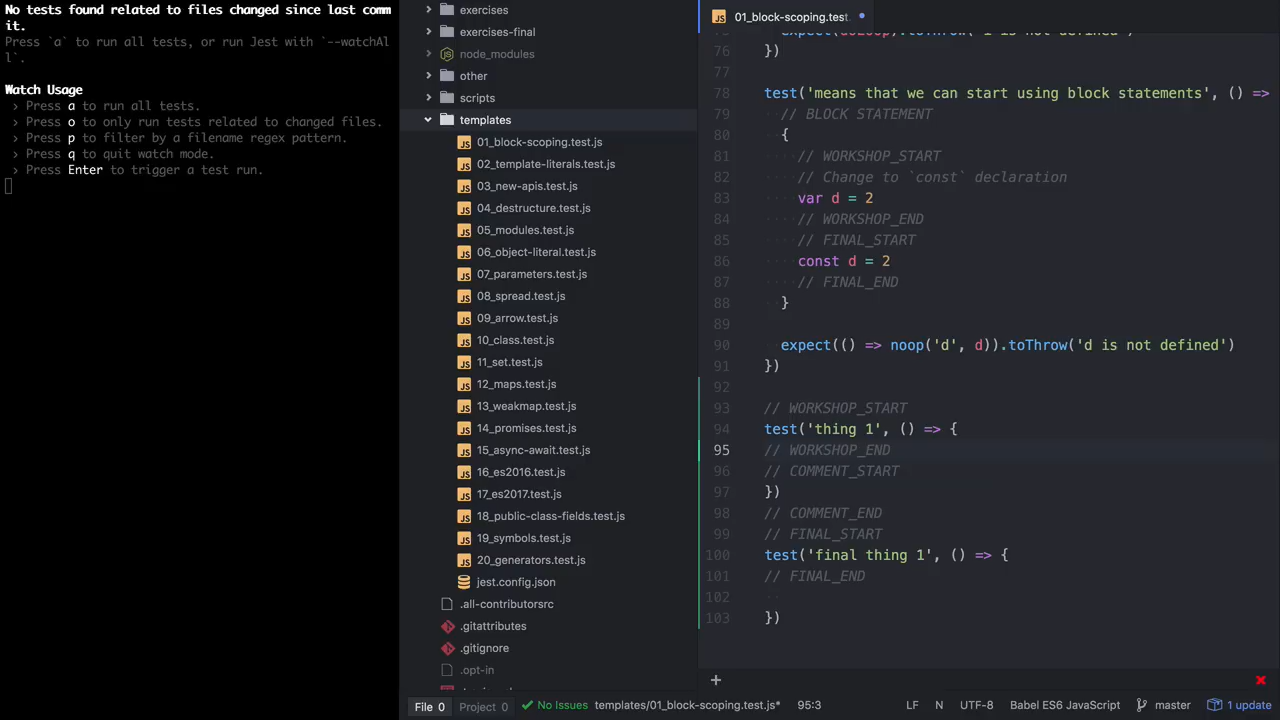 No tests found related to files changed since last comm
it.
Press `a` to run all tests, or run Jest with `--watchAl
l`.
Watch Usage
› Press a to run all tests.
› Press o to only run tests related to changed files.
› Press p to filter by a filename regex pattern.
› Press q to quit watch mode.
› Press Enter to trigger a test run.
exercises
exercises-final
node_modules
other
scripts
templates
01_block-scoping.test.js
02_template-literals.test.js
03_new-apis.test.js
04_destructure.test.js
05_modules.test.js
06_object-literal.test.js
07_parameters.test.js
08_spread.test.js
09_arrow.test.js
10_class.test.js
11_set.test.js
12_maps.test.js
13_weakmap.test.js
14_promises.test.js
15_async-await.test.js
16_es2016.test.js
17_es2017.test.js
18_public-class-fields.test.js
19_symbols.test.js
20_generators.test.js
jest.config.json
.all-contributorsrc
.gitattributes
.gitignore
.opt-in
01_block-scoping.test.
76 })
77
78 test('means that we can start using block statements', () =>
79 // BLOCK STATEMENT
80 {
81 // WORKSHOP_START
82 // Change to `const` declaration
83 var d = 2
84 // WORKSHOP_END
85 // FINAL_START
86 const d = 2
87 // FINAL_END
88 }
89
90 expect(() => noop('d', d)).toThrow('d is not defined')
91 })
92
93 // WORKSHOP_START
94 test('thing 1', () => {
95 // WORKSHOP_END
96 // COMMENT_START
97 })
98 // COMMENT_END
99 // FINAL_START
100 test('final thing 1', () => {
101 // FINAL_END
102
103 })
File 0 Project 0 No Issues templates/01_block-scoping.test.js* 95:3 LF N UTF-8 Babel ES6 JavaScript master 1 update